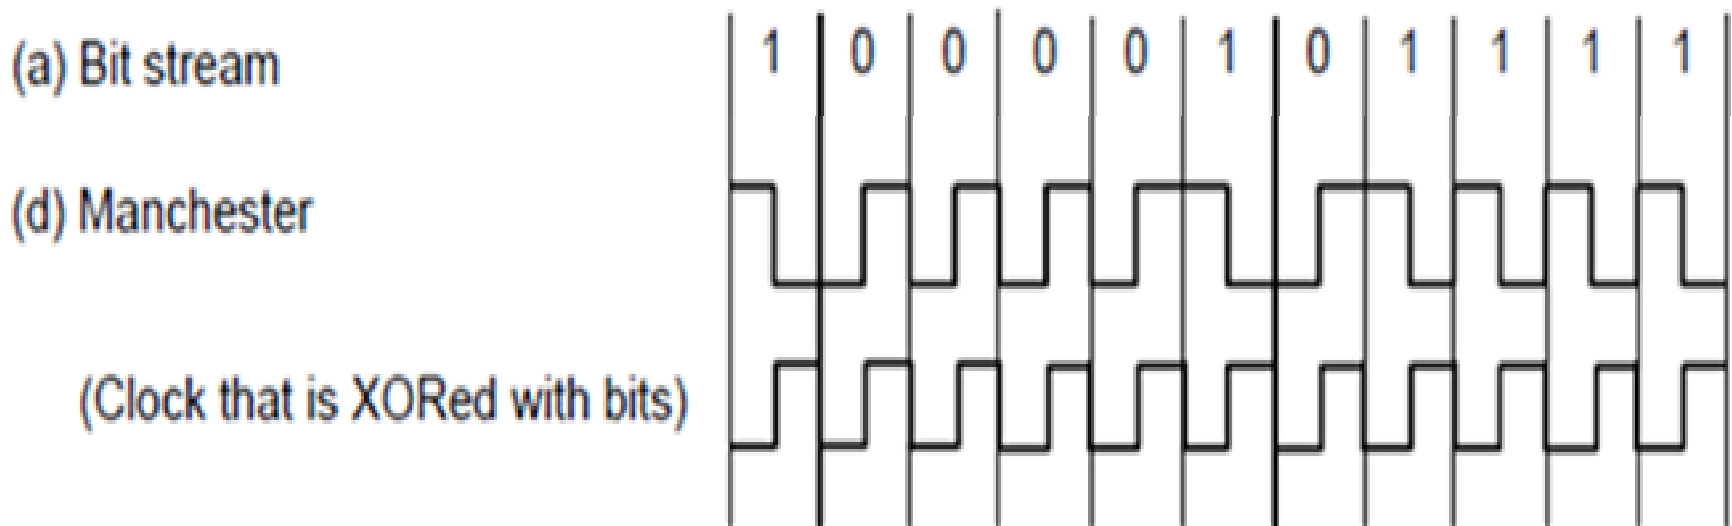 (a) Bit stream 1 0 0 0 0 1 0 1 1 1 1
(d) Manchester
(Clock that is XORed with bits)